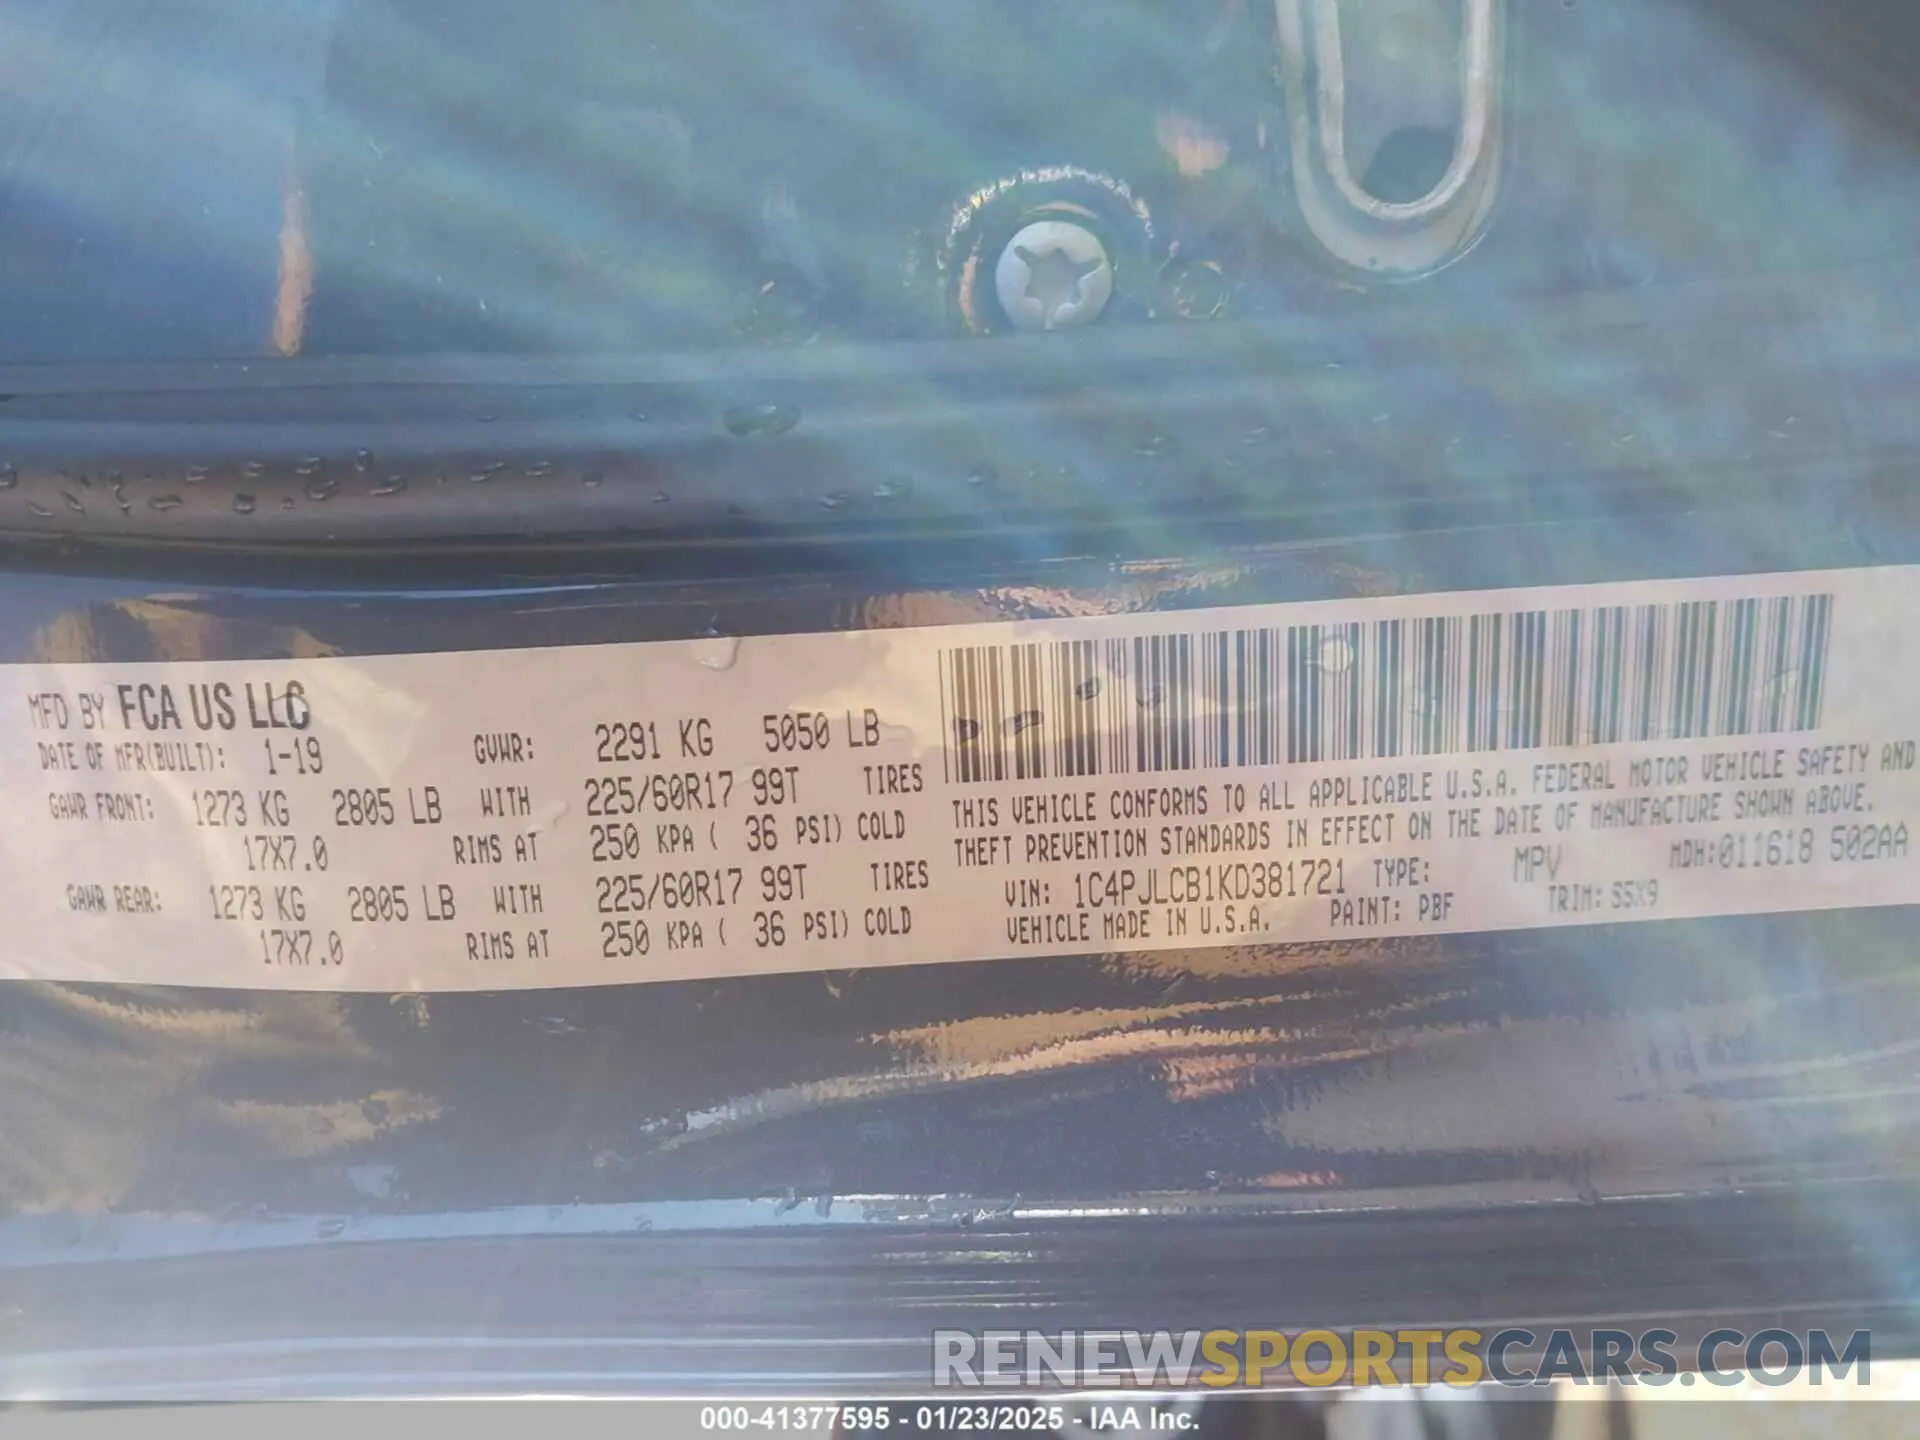 MFD BY FCA US LLC
DATE OF MFR(BUILT): 1-19 GVWR: 2291 KG 5050 LB
GAWR FRONT: 1273 KG 2805 LB WITH 225/60R17 99T TIRES
17X7.0 RIMS AT 250 KPA ( 36 PSI) COLD
GAWR REAR: 1273 KG 2805 LB WITH 225/60R17 99T TIRES
17X7.0 RIMS AT 250 KPA ( 36 PSI) COLD
THIS VEHICLE CONFORMS TO ALL APPLICABLE U.S.A. FEDERAL MOTOR VEHICLE SAFETY AND
THEFT PREVENTION STANDARDS IN EFFECT ON THE DATE OF MANUFACTURE SHOWN ABOVE.
VIN: 1C4PJLCB1KD381721 TYPE: MPV MDH:011618 502AA
VEHICLE MADE IN U.S.A. PAINT: PBF TRIM: S5X9
RENEWSPORTSCARS.COM
000-41377595 - 01/23/2025 - IAA Inc.